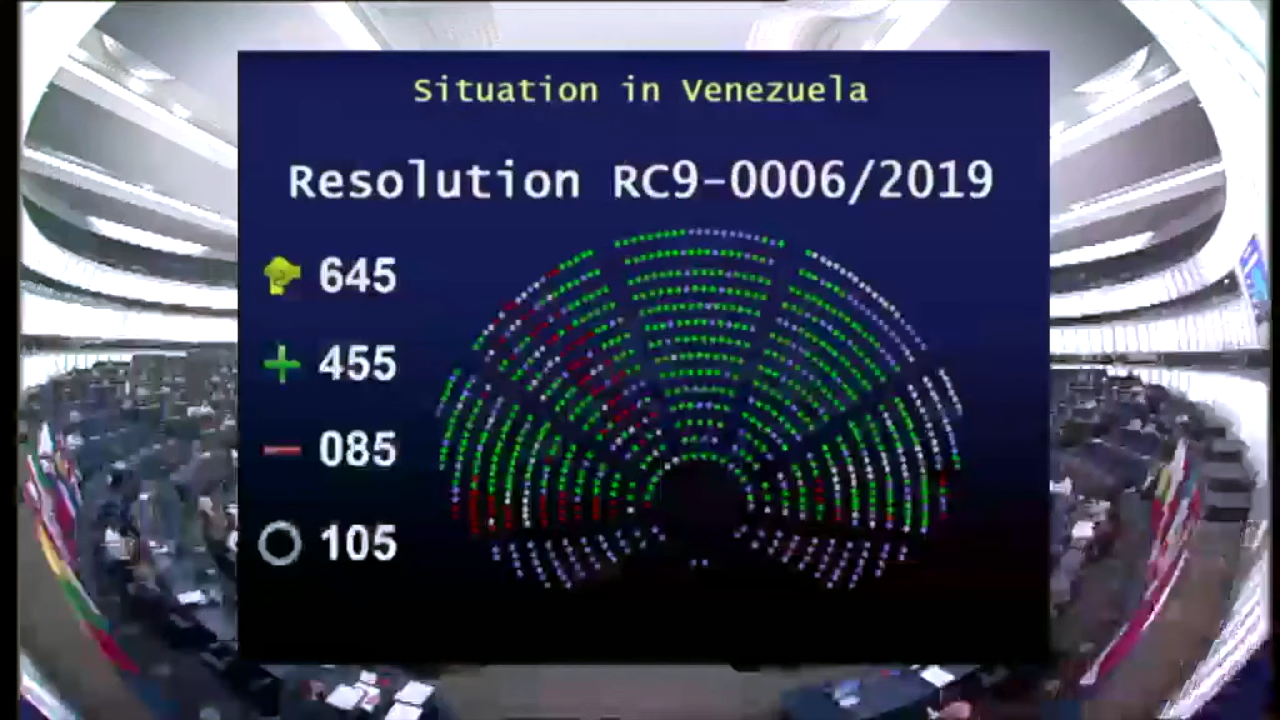 Situation in Venezuela
Resolution RC9-0006/2019
645
+ 455
- 085
105